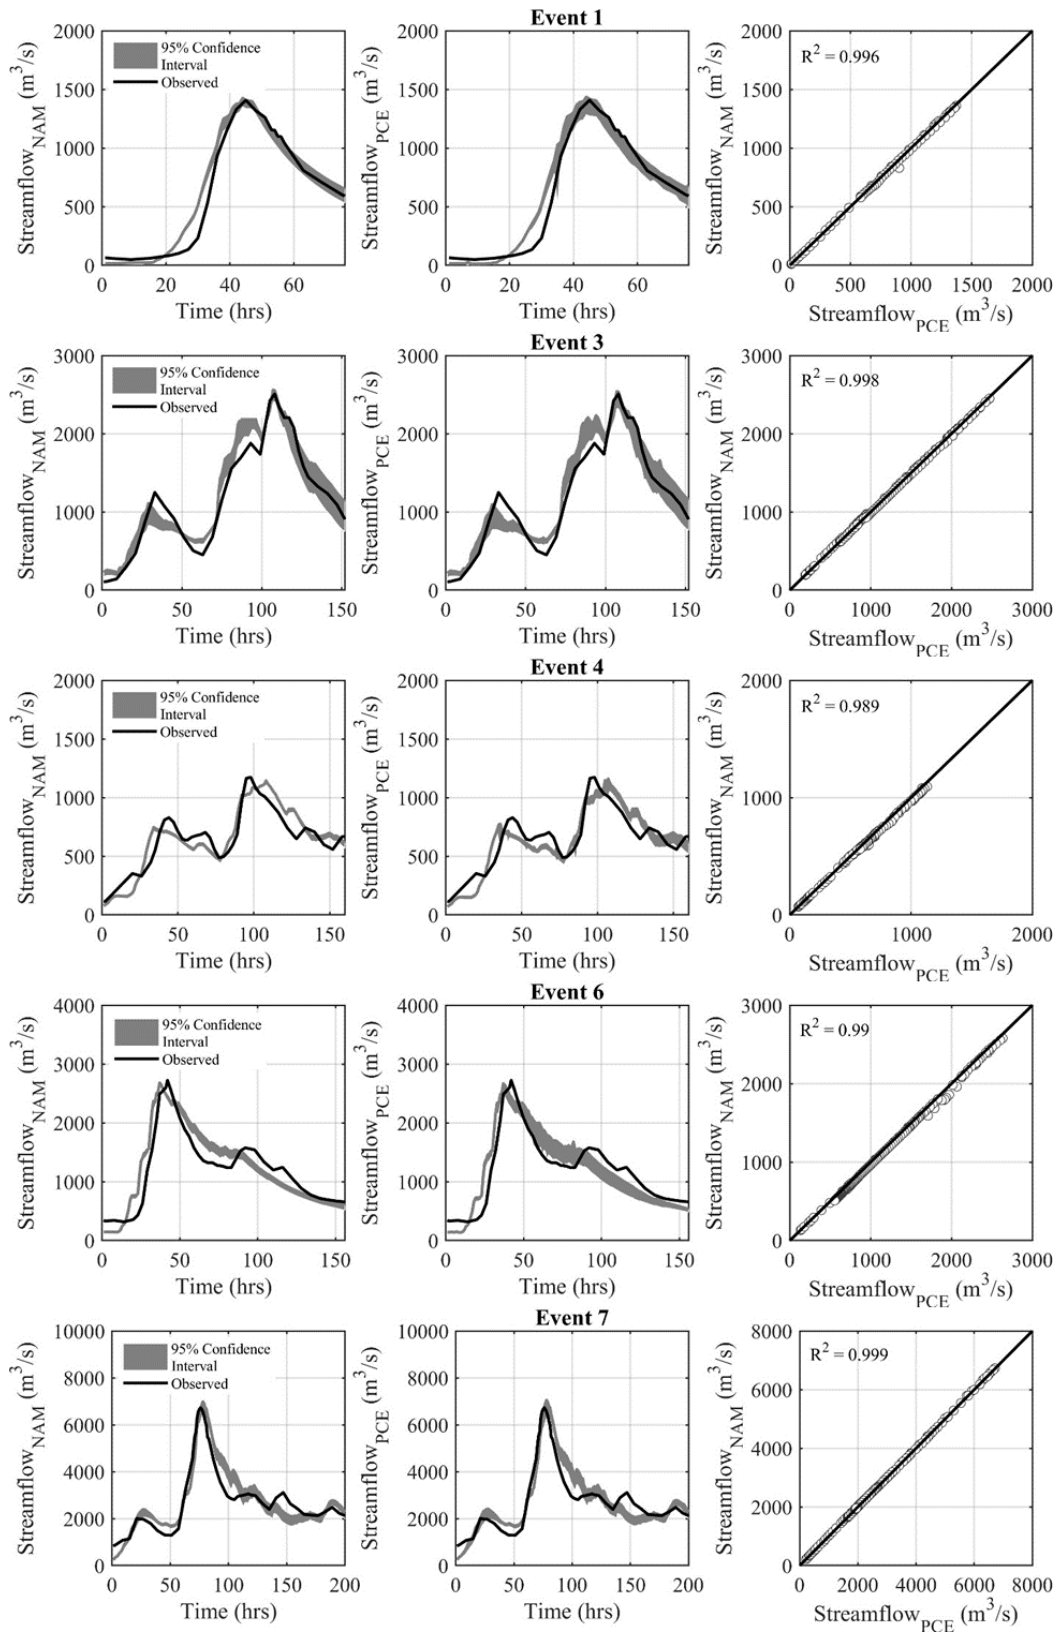 Event 1
Streamflow_NAM (m^3/s)
2000
1500
1000
500
0
95% Confidence
Interval
Observed
0 20 40 60
Time (hrs)
Streamflow_PCE (m^3/s)
2000
1500
1000
500
0
0 20 40 60
Time (hrs)
Streamflow_NAM (m^3/s)
2000
1500
1000
500
0
R^2 = 0.996
0 500 1000 1500 2000
Streamflow_PCE (m^3/s)
Event 3
Streamflow_NAM (m^3/s)
3000
2000
1000
0
95% Confidence
Interval
Observed
0 50 100 150
Time (hrs)
Streamflow_PCE (m^3/s)
3000
2000
1000
0
0 50 100 150
Time (hrs)
Streamflow_NAM (m^3/s)
3000
2000
1000
0
R^2 = 0.998
0 1000 2000 3000
Streamflow_PCE (m^3/s)
Event 4
Streamflow_NAM (m^3/s)
2000
1500
1000
500
0
95% Confidence
Interval
Observed
0 50 100 150
Time (hrs)
Streamflow_PCE (m^3/s)
2000
1500
1000
500
0
0 50 100 150
Time (hrs)
Streamflow_NAM (m^3/s)
2000
1500
1000
500
0
R^2 = 0.989
0 1000 2000
Streamflow_PCE (m^3/s)
Event 6
Streamflow_NAM (m^3/s)
4000
3000
2000
1000
0
95% Confidence
Interval
Observed
0 50 100 150
Time (hrs)
Streamflow_PCE (m^3/s)
4000
3000
2000
1000
0
0 50 100 150
Time (hrs)
Streamflow_NAM (m^3/s)
3000
2000
1000
0
R^2 = 0.99
0 1000 2000 3000
Streamflow_PCE (m^3/s)
Event 7
Streamflow_NAM (m^3/s)
10000
8000
6000
4000
2000
0
95% Confidence
Interval
Observed
0 50 100 150 200
Time (hrs)
Streamflow_PCE (m^3/s)
10000
8000
6000
4000
2000
0
0 50 100 150 200
Time (hrs)
Streamflow_NAM (m^3/s)
8000
6000
4000
2000
0
R^2 = 0.999
0 2000 4000 6000 8000
Streamflow_PCE (m^3/s)